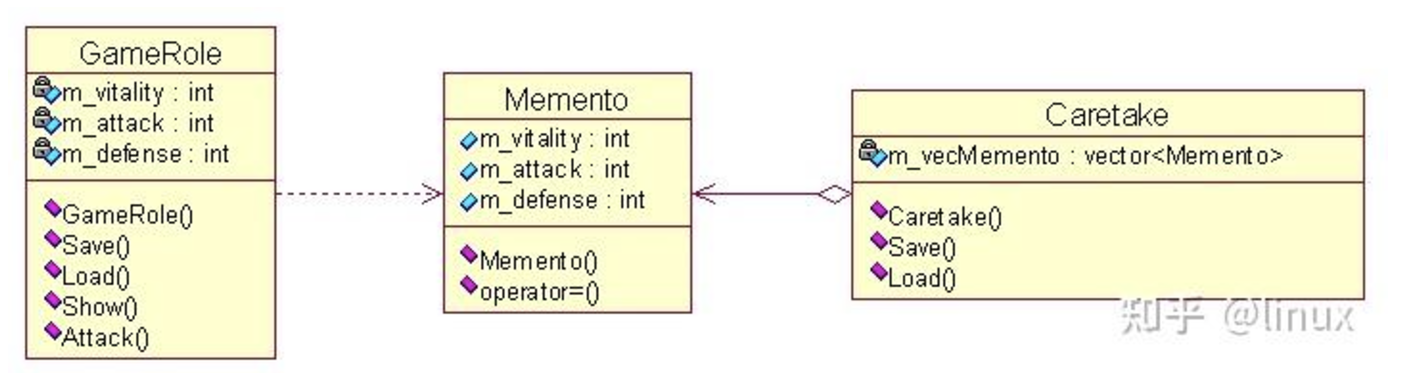 GameRole
m_vitality : int
m_attack : int
m_defense : int
GameRole()
Save()
Load()
Show()
Attack()
Memento
m_vitality : int
m_attack : int
m_defense : int
Memento()
operator=()
Caretake
m_vecMemento : vector<Memento>
Caretake()
Save()
Load()
知乎 @linux